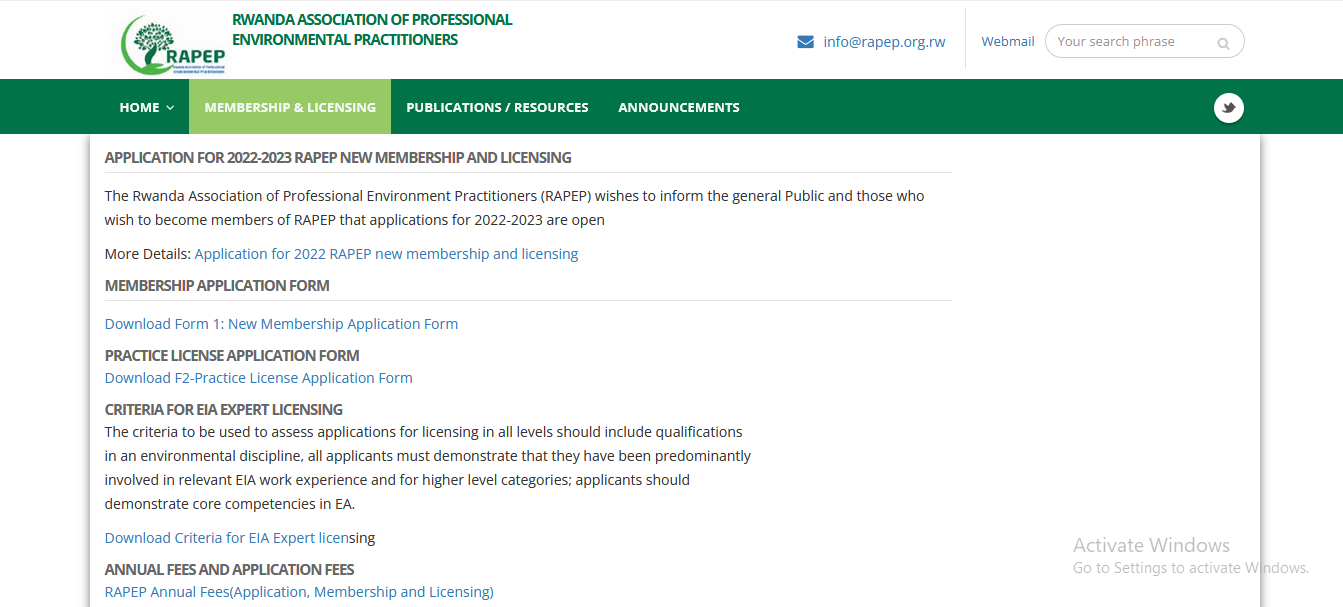 RAPEP
RWANDA ASSOCIATION OF PROFESSIONAL
ENVIRONMENTAL PRACTITIONERS
info@rapep.org.rw
Webmail
Your search phrase
HOME
MEMBERSHIP & LICENSING
PUBLICATIONS / RESOURCES
ANNOUNCEMENTS
APPLICATION FOR 2022-2023 RAPEP NEW MEMBERSHIP AND LICENSING
The Rwanda Association of Professional Environment Practitioners (RAPEP) wishes to inform the general Public and those who
wish to become members of RAPEP that applications for 2022-2023 are open
More Details: Application for 2022 RAPEP new membership and licensing
MEMBERSHIP APPLICATION FORM
Download Form 1: New Membership Application Form
PRACTICE LICENSE APPLICATION FORM
Download F2-Practice License Application Form
CRITERIA FOR EIA EXPERT LICENSING
The criteria to be used to assess applications for licensing in all levels should include qualifications
in an environmental discipline, all applicants must demonstrate that they have been predominantly
involved in relevant EIA work experience and for higher level categories; applicants should
demonstrate core competencies in EA.
Download Criteria for EIA Expert licensing
ANNUAL FEES AND APPLICATION FEES
RAPEP Annual Fees(Application, Membership and Licensing)
Activate Windows
Go to Settings to activate Windows.